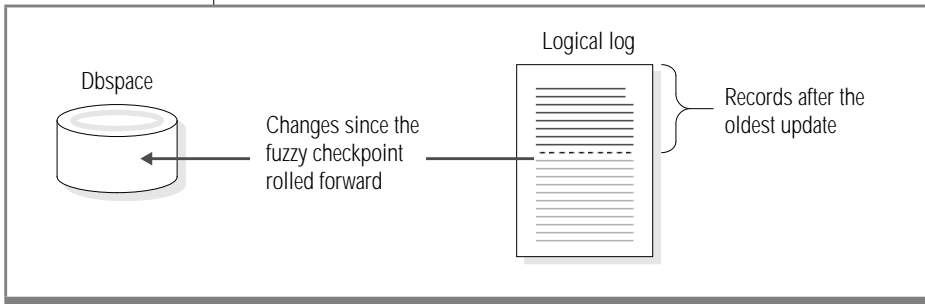 Logical log
Dbspace
Records after the
oldest update
Changes since the
fuzzy checkpoint
rolled forward